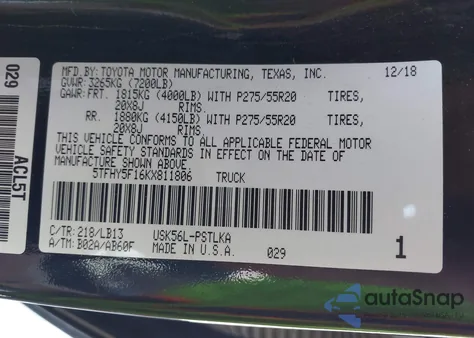 MFD.BY:TOYOTA MOTOR MANUFACTURING, TEXAS, INC. 12/18
GVWR:3265KG (7200LB)
GAWR:FRT. 1815KG (4000LB) WITH P275/55R20 TIRES,
20X8J RIMS.
RR. 1880KG (4150LB) WITH P275/55R20 TIRES,
20X8J RIMS.
THIS VEHICLE CONFORMS TO ALL APPLICABLE FEDERAL MOTOR
VEHICLE SAFETY STANDARDS IN EFFECT ON THE DATE OF
MANUFACTURE SHOWN ABOVE.
5TFHY5F16KX811806 TRUCK
C/TR:218/LB13 USK56L-PSTLKA
A/TM:B02A/AB60F MADE IN U.S.A. 029 1
029 ACL5T
autoSnap